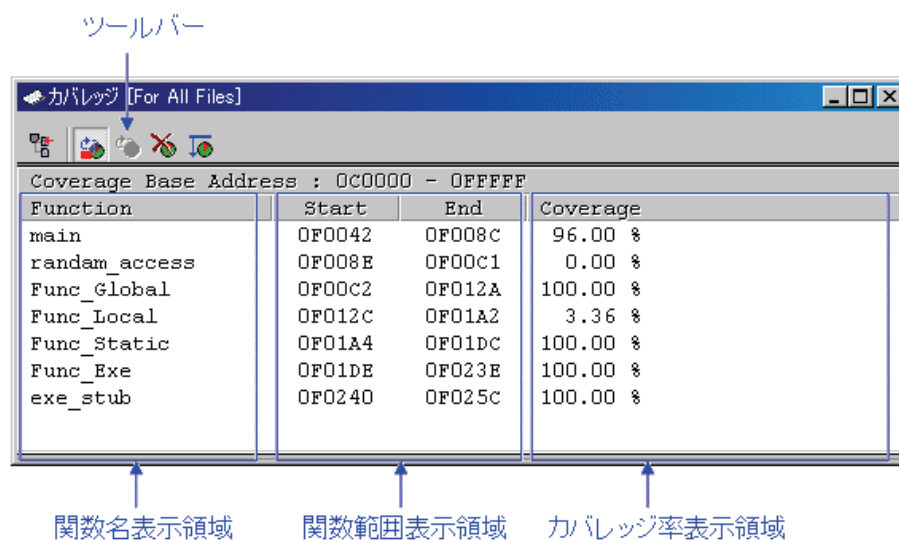 ツールバー
カバレッジ [For All Files]
Coverage Base Address : 0C0000 - 0FFFFF
Function Start End Coverage
main 0F0042 0F008C 96.00 %
randam_access 0F008E 0F00C1 0.00 %
Func_Global 0F00C2 0F012A 100.00 %
Func_Local 0F012C 0F01A2 3.36 %
Func_Static 0F01A4 0F01DC 100.00 %
Func_Exe 0F01DE 0F023E 100.00 %
exe_stub 0F0240 0F025C 100.00 %
関数名表示領域 関数範囲表示領域 カバレッジ率表示領域